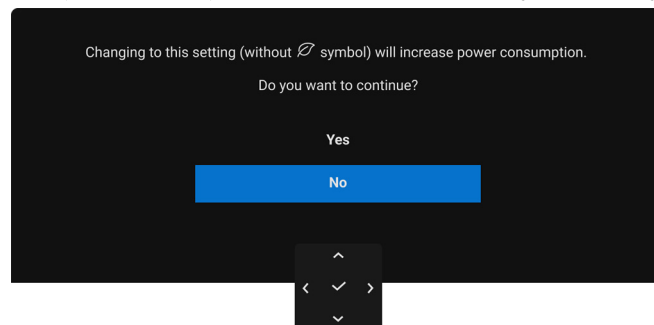 Changing to this setting (without symbol) will increase power consumption.
Do you want to continue?
Yes
No